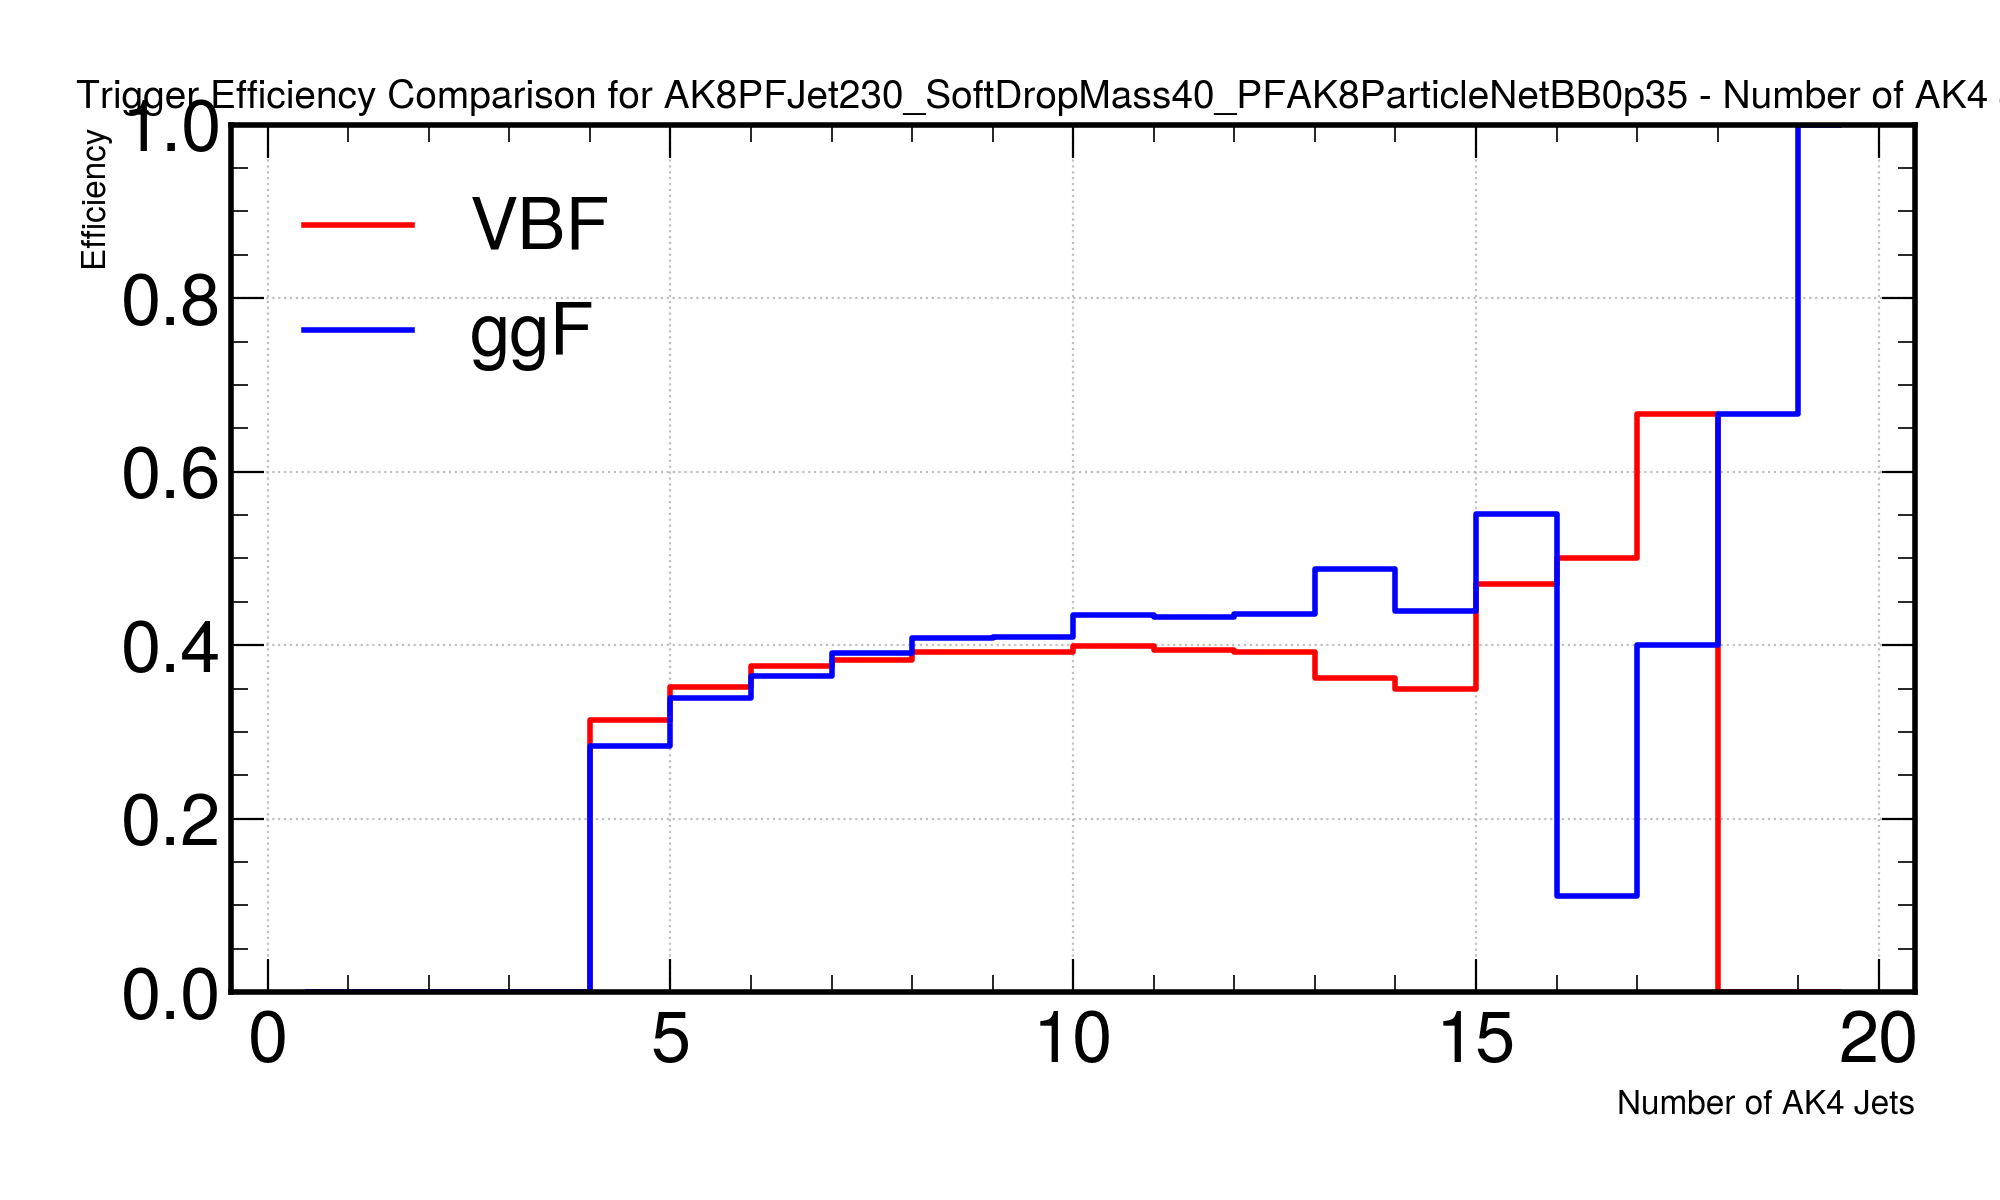 Trigger Efficiency Comparison for AK8PFJet230_SoftDropMass40_PFAK8ParticleNetBB0p35 - Number of AK4
Efficiency
1.0
0.8
0.6
0.4
0.2
0.0
VBF
ggF
0 5 10 15 20
Number of AK4 Jets